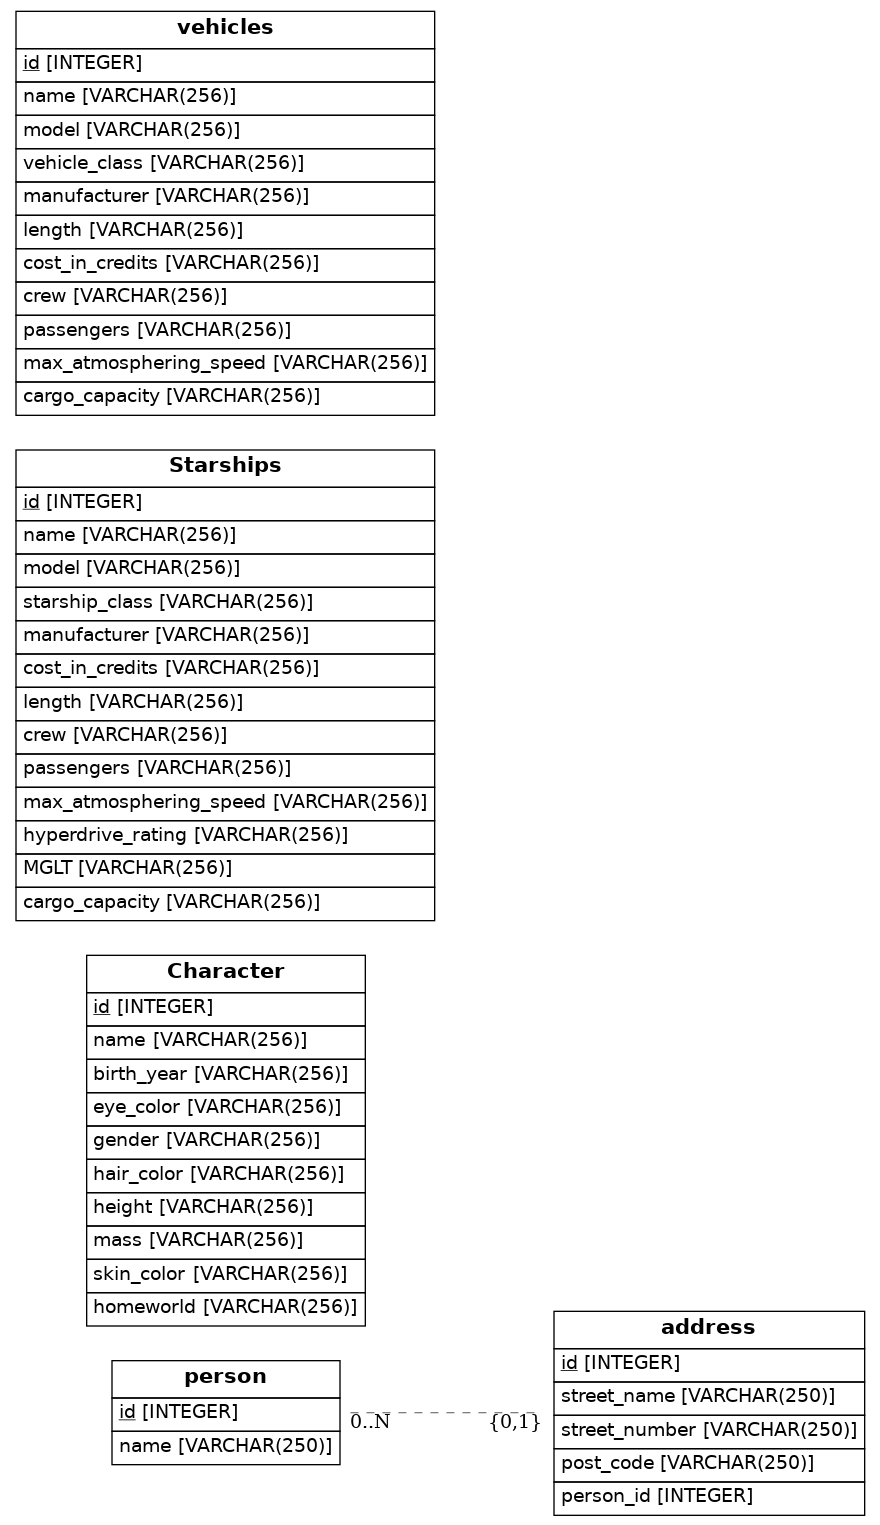 vehicles
id [INTEGER]
name [VARCHAR(256)]
model [VARCHAR(256)]
vehicle_class [VARCHAR(256)]
manufacturer [VARCHAR(256)]
length [VARCHAR(256)]
cost_in_credits [VARCHAR(256)]
crew [VARCHAR(256)]
passengers [VARCHAR(256)]
max_atmosphering_speed [VARCHAR(256)]
cargo_capacity [VARCHAR(256)]
Starships
id [INTEGER]
name [VARCHAR(256)]
model [VARCHAR(256)]
starship_class [VARCHAR(256)]
manufacturer [VARCHAR(256)]
cost_in_credits [VARCHAR(256)]
length [VARCHAR(256)]
crew [VARCHAR(256)]
passengers [VARCHAR(256)]
max_atmosphering_speed [VARCHAR(256)]
hyperdrive_rating [VARCHAR(256)]
MGLT [VARCHAR(256)]
cargo_capacity [VARCHAR(256)]
Character
id [INTEGER]
name [VARCHAR(256)]
birth_year [VARCHAR(256)]
eye_color [VARCHAR(256)]
gender [VARCHAR(256)]
hair_color [VARCHAR(256)]
height [VARCHAR(256)]
mass [VARCHAR(256)]
skin_color [VARCHAR(256)]
homeworld [VARCHAR(256)]
person
id [INTEGER]
name [VARCHAR(250)]
0..N
{0,1}
address
id [INTEGER]
street_name [VARCHAR(250)]
street_number [VARCHAR(250)]
post_code [VARCHAR(250)]
person_id [INTEGER]